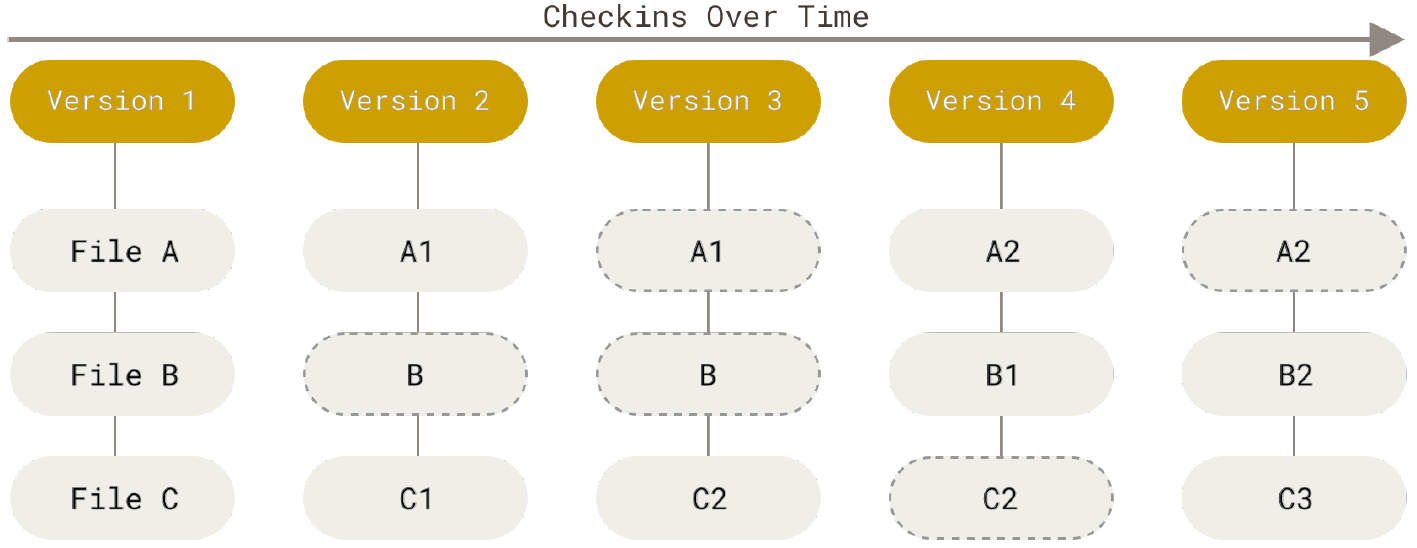 Checkins Over Time
Version 1 Version 2 Version 3 Version 4 Version 5
File A A1 A1 A2 A2
File B B B B1 B2
File C C1 C2 C2 C3